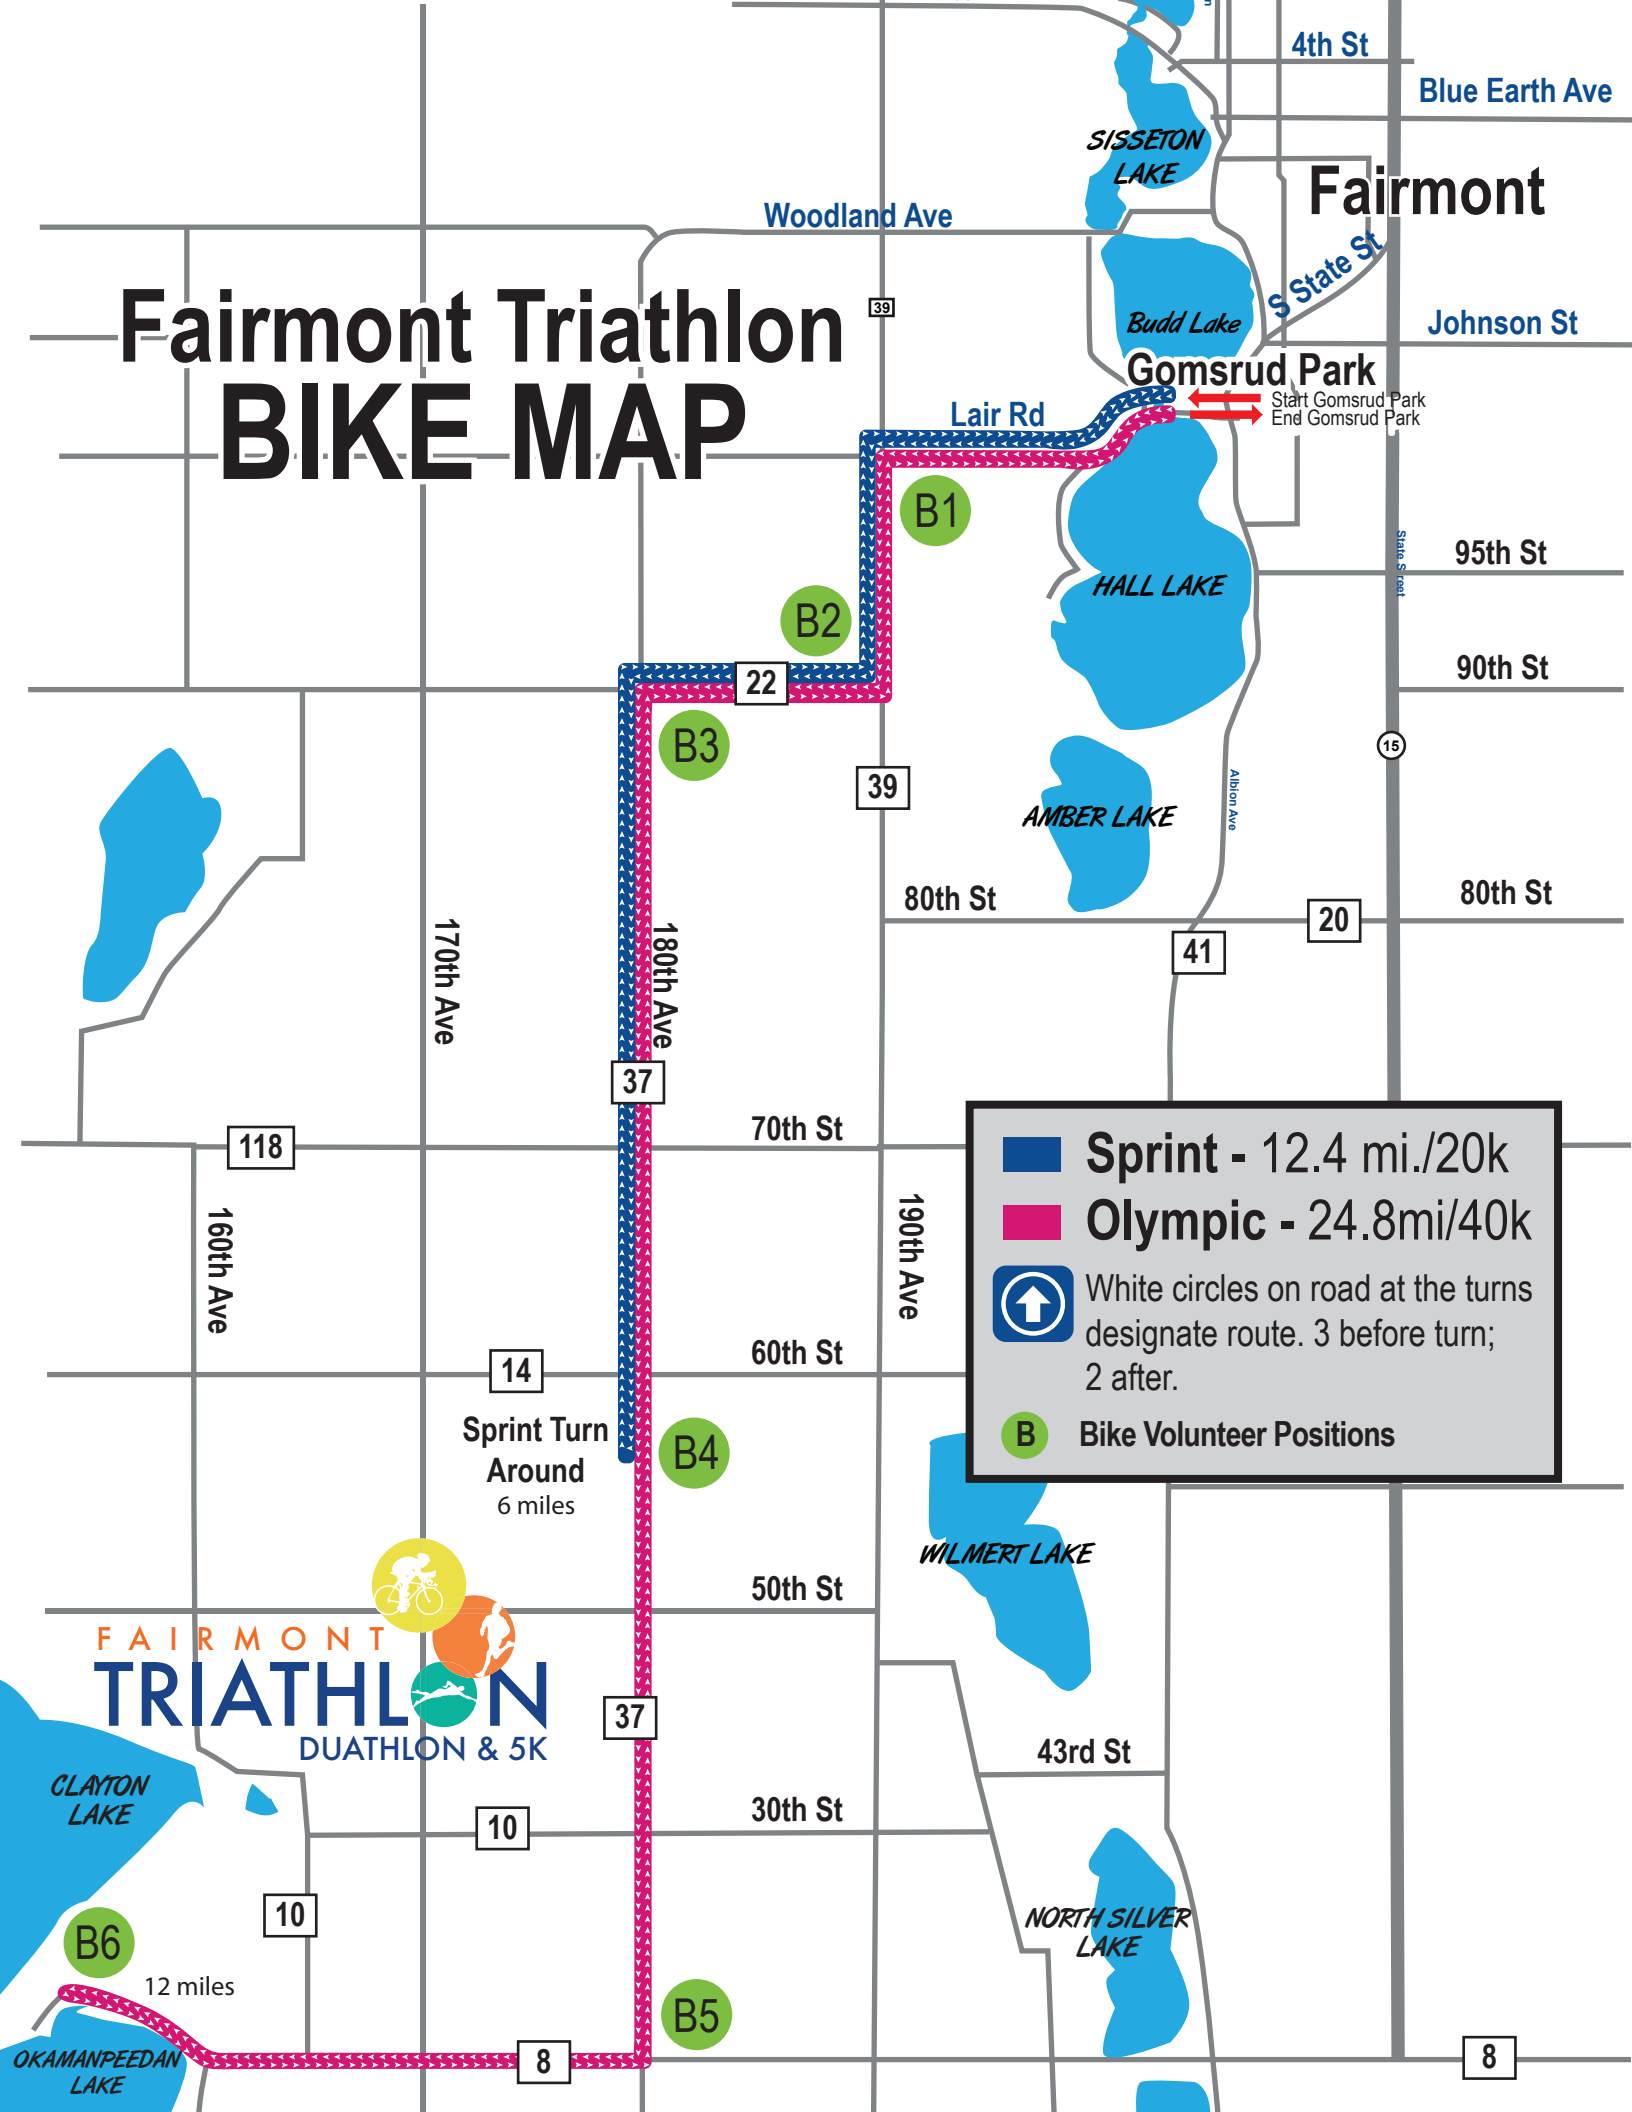 4th St
Blue Earth Ave
SISSETON
LAKE
Fairmont
Woodland Ave
S State St
Budd Lake
Johnson St
39
Fairmont Triathlon
BIKE MAP
Gomsrud Park
Start Gomsrud Park
End Gomsrud Park
Lair Rd
B1
State S reet
95th St
HALL LAKE
B2
90th St
22
B3
15
39
AMBER LAKE
Albion Ave
80th St
80th St
20
170th Ave
180th Ave
41
37
70th St
118
Sprint - 12.4 mi./20k
Olympic - 24.8mi/40k
White circles on road at the turns
designate route. 3 before turn;
2 after.
B Bike Volunteer Positions
160th Ave
190th Ave
60th St
14
Sprint Turn
Around
6 miles
B4
WILMERT LAKE
50th St
FAIRMONT
TRIATHLON
DUATHLON & 5K
37
43rd St
CLAYTON
LAKE
30th St
10
10
NORTH SILVER
LAKE
B6
12 miles
B5
OKAMANPEEDAN
LAKE
8
8